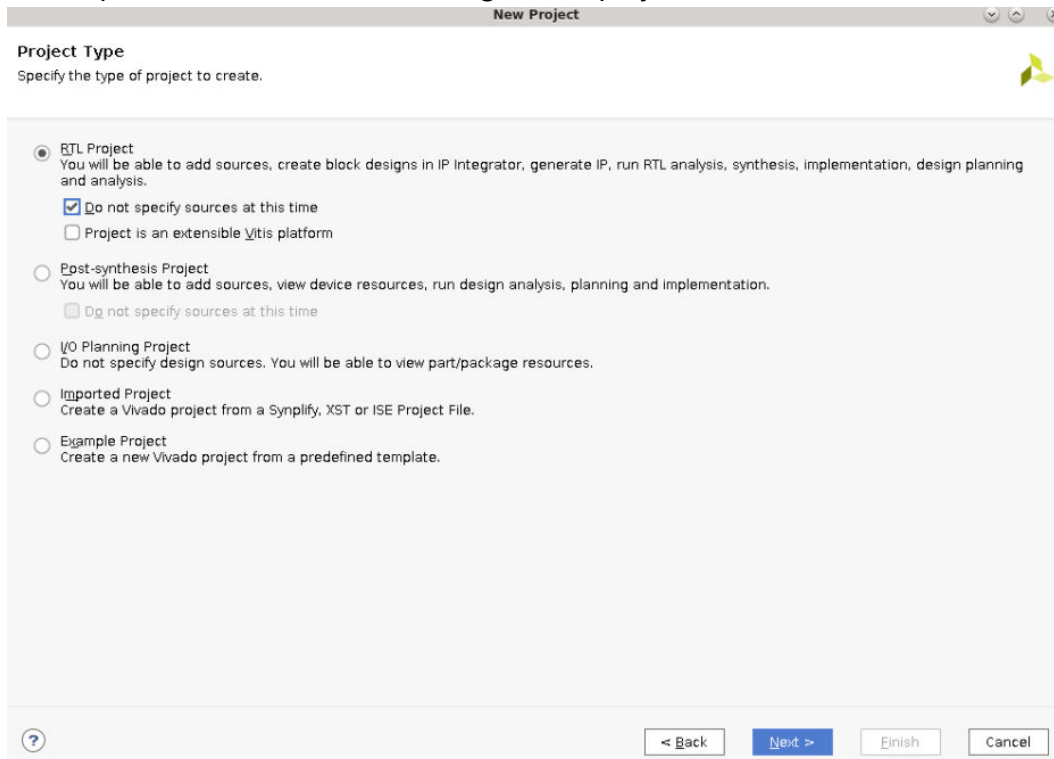 New Project
Project Type
Specify the type of project to create.
RTL Project
You will be able to add sources, create block designs in IP Integrator, generate IP, run RTL analysis, synthesis, implementation, design planning
and analysis.
Do not specify sources at this time
Project is an extensible Vitis platform
Post-synthesis Project
You will be able to add sources, view device resources, run design analysis, planning and implementation.
Do not specify sources at this time
I/O Planning Project
Do not specify design sources. You will be able to view part/package resources.
Imported Project
Create a Vivado project from a Synplify, XST or ISE Project File.
Example Project
Create a new Vivado project from a predefined template.
?
< Back Next > Finish Cancel